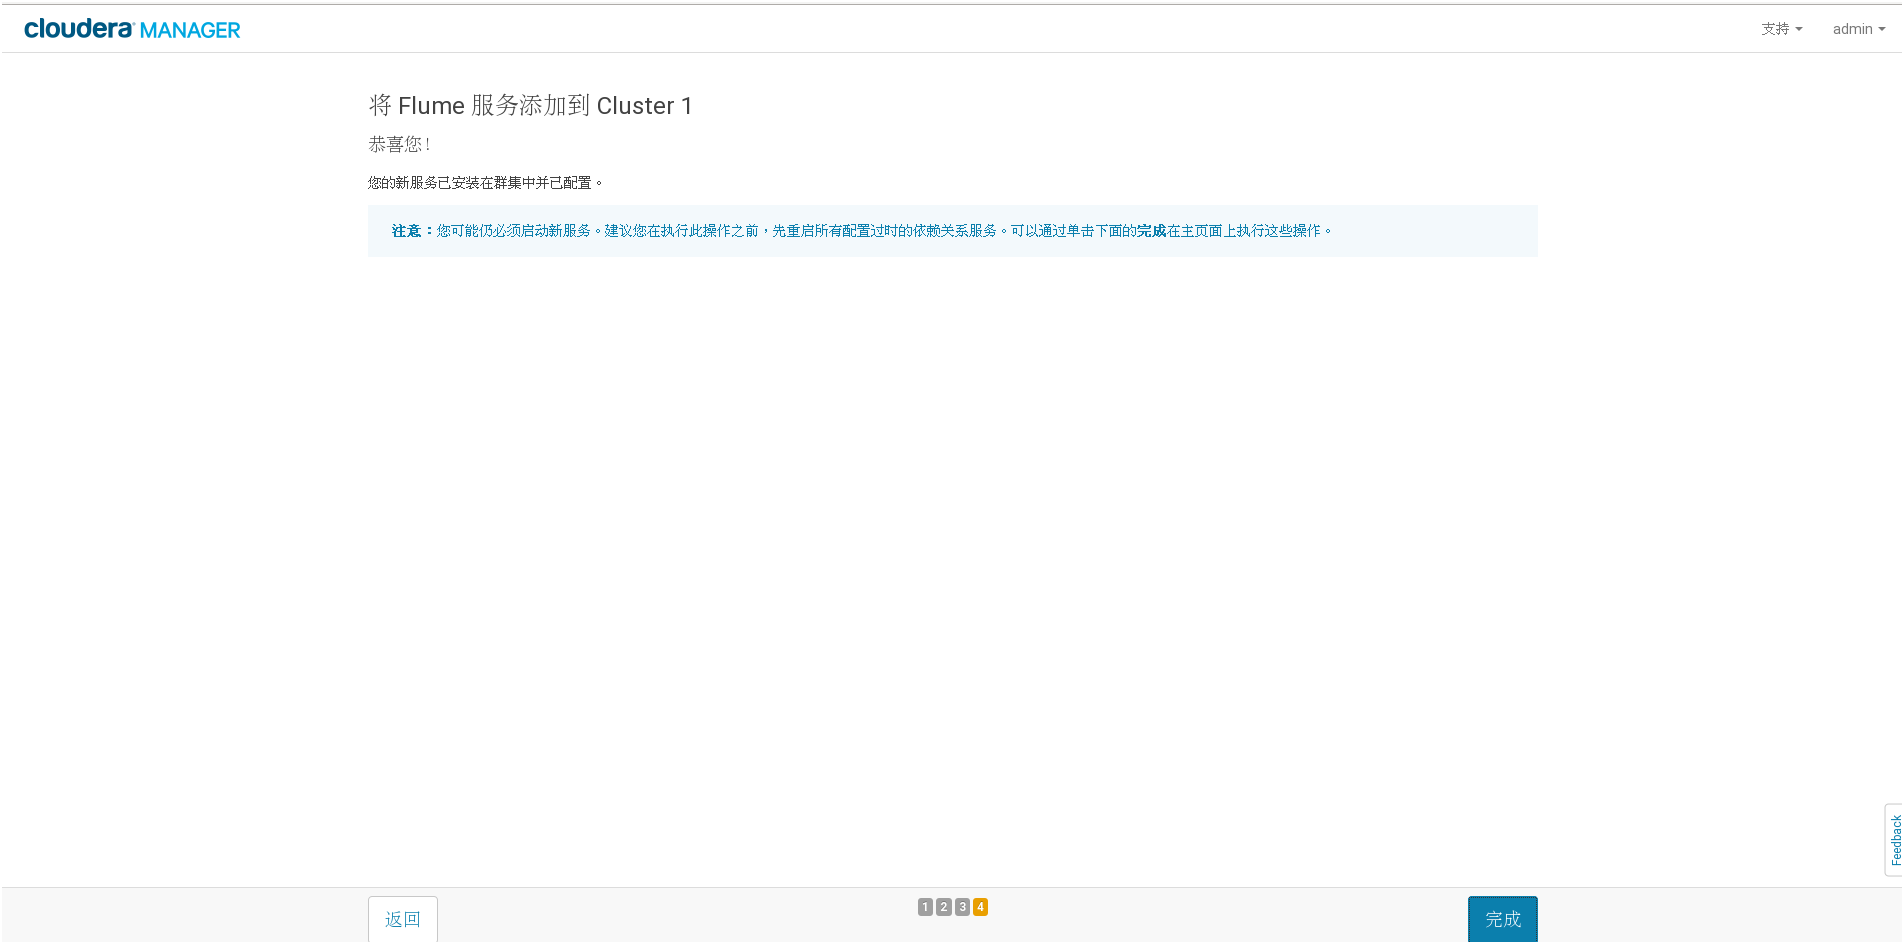 cloudera MANAGER
支持
admin
将 Flume 服务添加到 Cluster 1
恭喜您！
您的新服务已安装在群集中并已配置。
注意：您可能仍必须启动新服务。建议您在执行此操作之前，先重启所有配置过时的依赖关系服务。可以通过单击下面的完成在主页面上执行这些操作。
Feedback
返回
1 2 3 4
完成